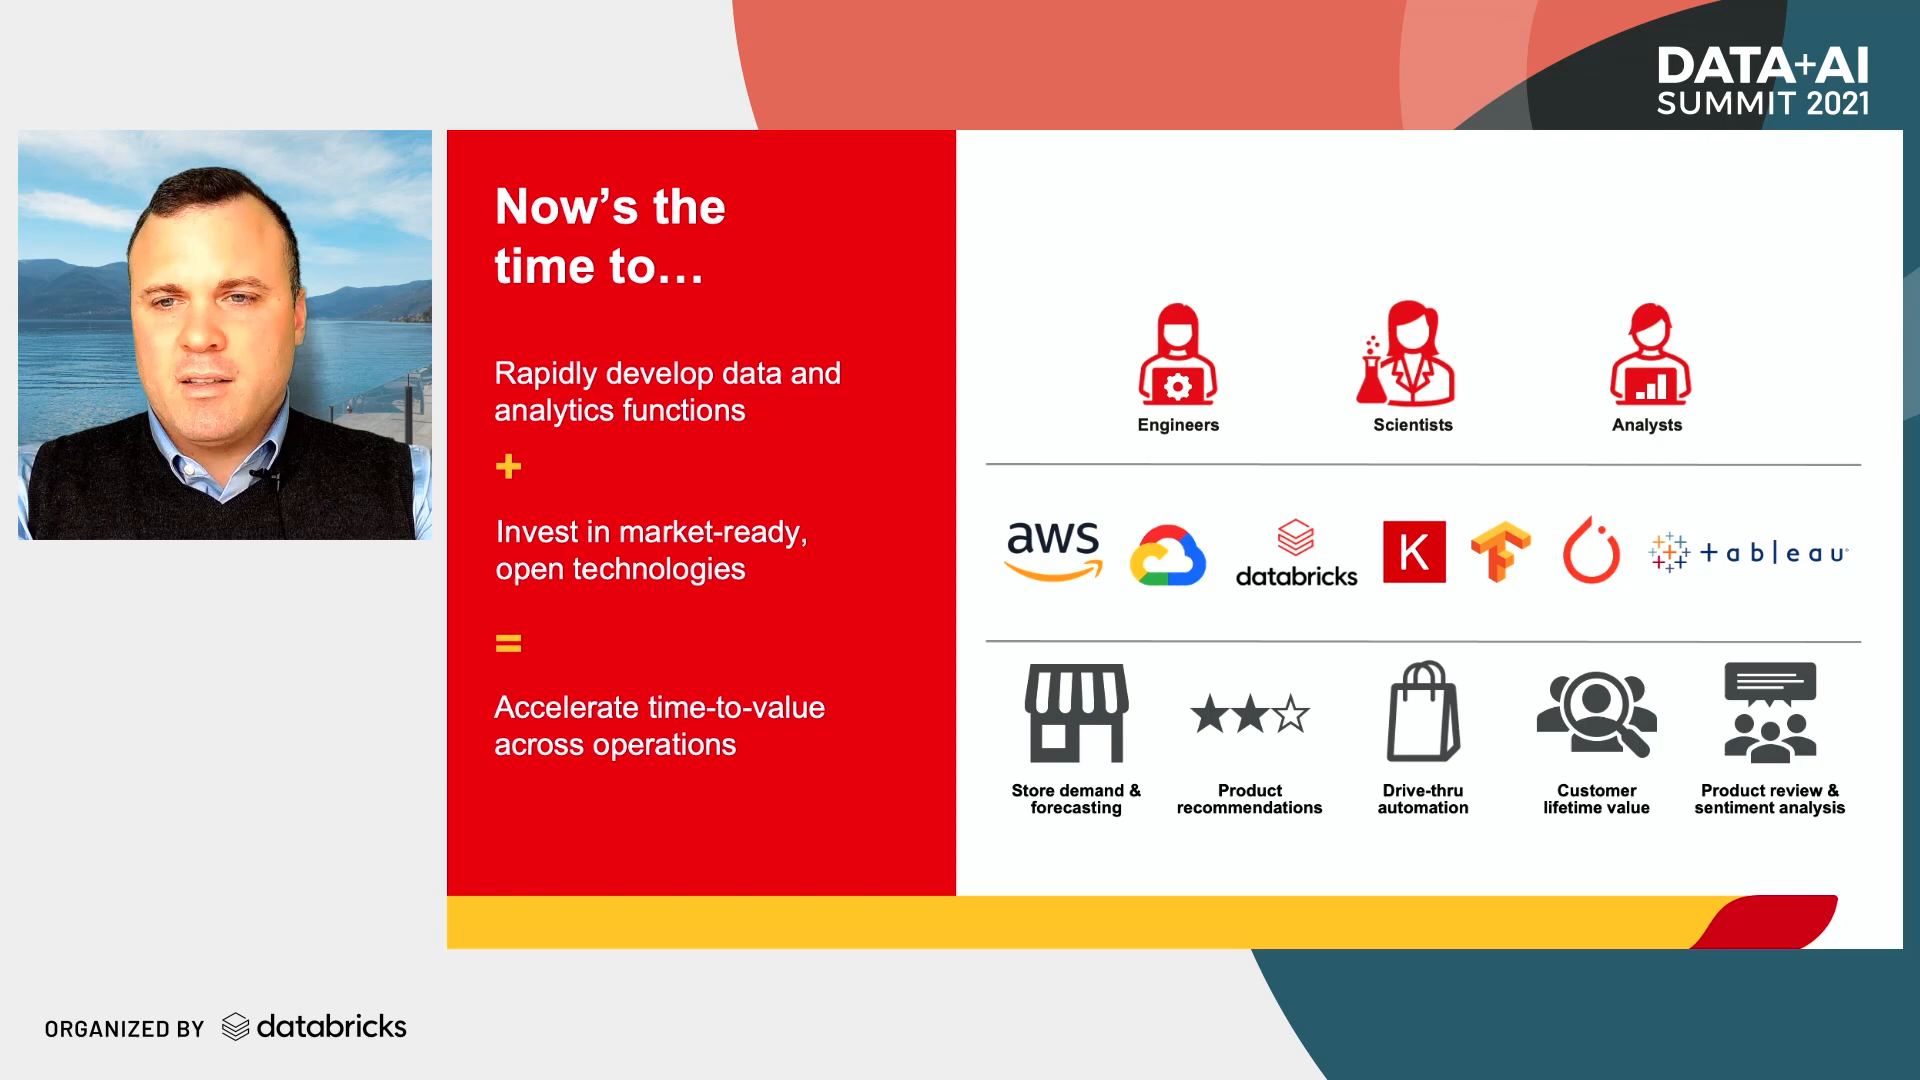 DATA+AI
SUMMIT 2021
Now’s the
time to…
Rapidly develop data and
analytics functions
+
Invest in market-ready,
open technologies
=
Accelerate time-to-value
across operations
Engineers
Scientists
Analysts
aws
databricks
K
+ableau
Store demand &
forecasting
Product
recommendations
Drive-thru
automation
Customer
lifetime value
Product review &
sentiment analysis
ORGANIZED BY databricks